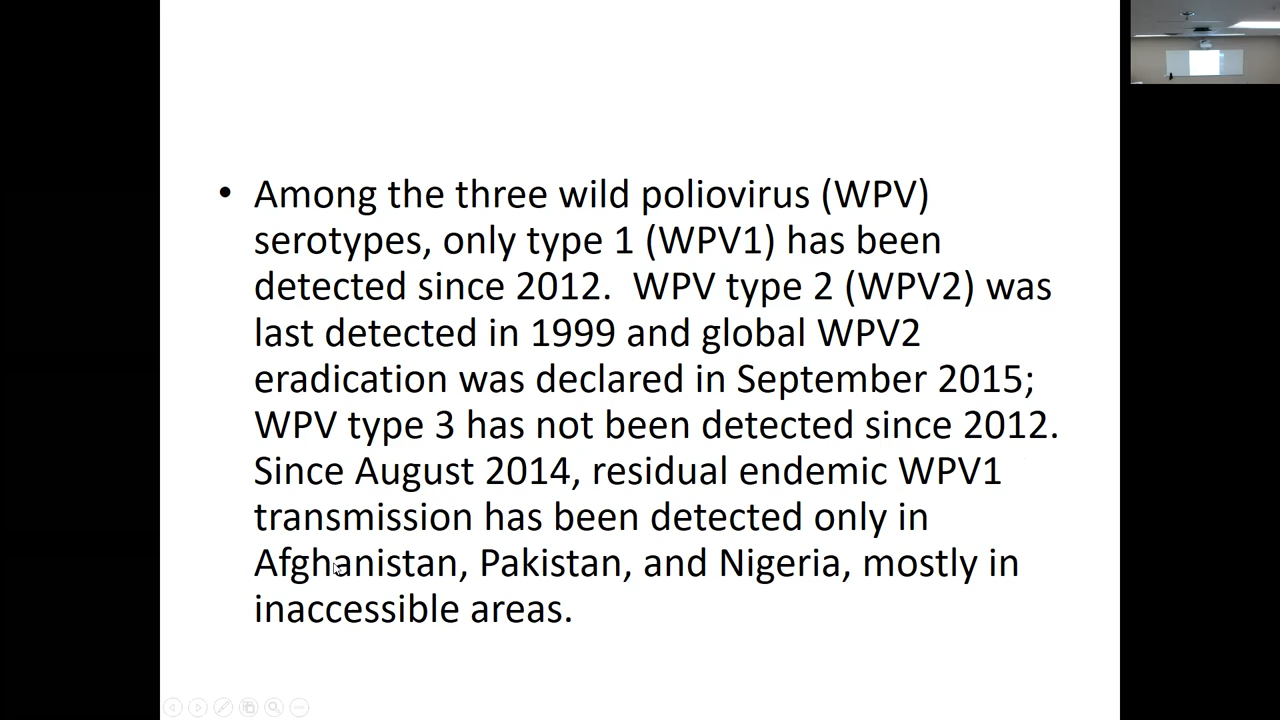 • Among the three wild poliovirus (WPV)
serotypes, only type 1 (WPV1) has been
detected since 2012.  WPV type 2 (WPV2) was
last detected in 1999 and global WPV2
eradication was declared in September 2015;
WPV type 3 has not been detected since 2012.
Since August 2014, residual endemic WPV1
transmission has been detected only in
Afghanistan, Pakistan, and Nigeria, mostly in
inaccessible areas.